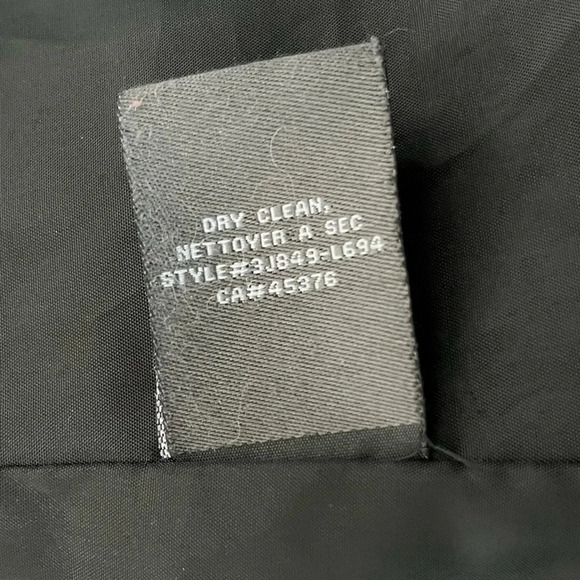 DRY CLEAN,
NETTOYER A SEC
STYLE#3J849-L694
CA#45376